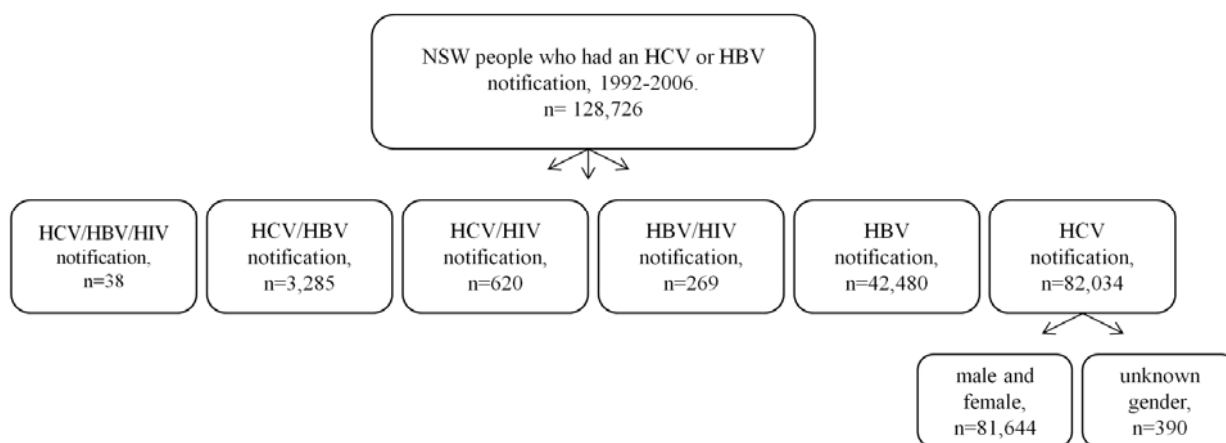 NSW people who had an HCV or HBV
notification, 1992-2006.
n= 128,726
HCV/HBV/HIV
notification,
n=38
HCV/HBV
notification,
n=3,285
HCV/HIV
notification,
n=620
HBV/HIV
notification,
n=269
HBV
notification,
n=42,480
HCV
notification,
n=82,034
male and
female,
n=81,644
unknown
gender,
n=390